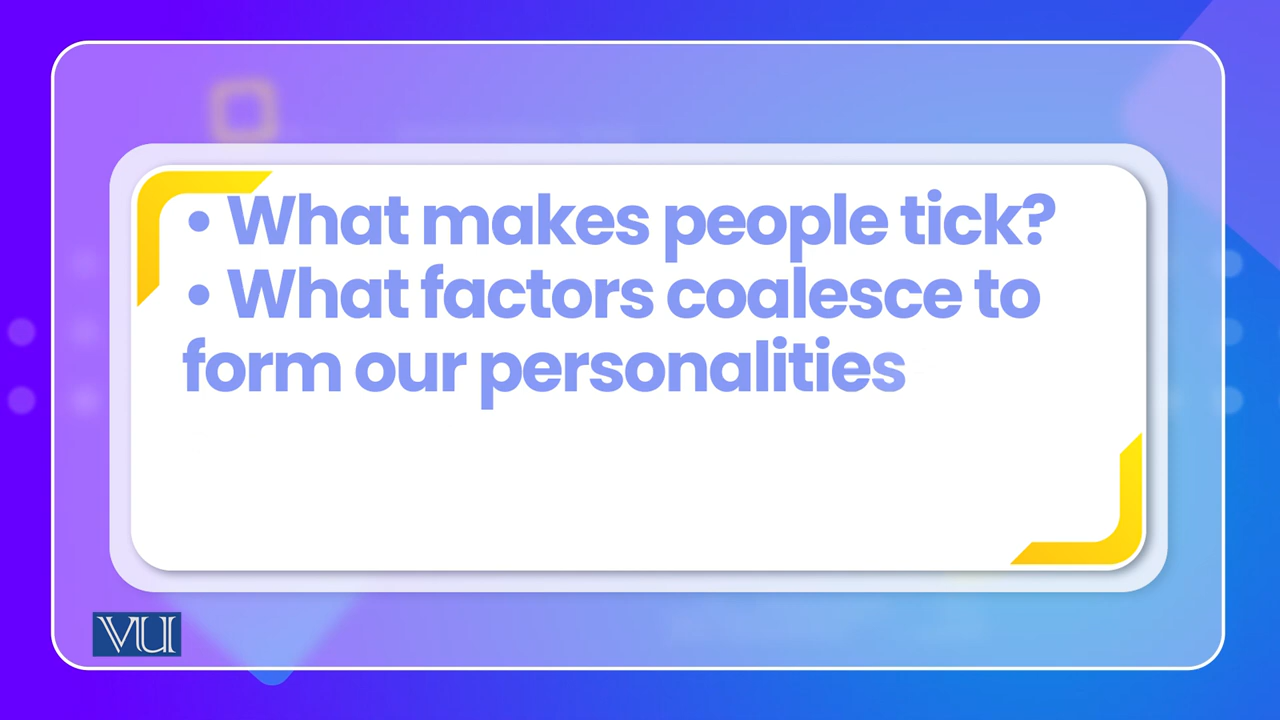 • What makes people tick?
• What factors coalesce to
form our personalities
VU